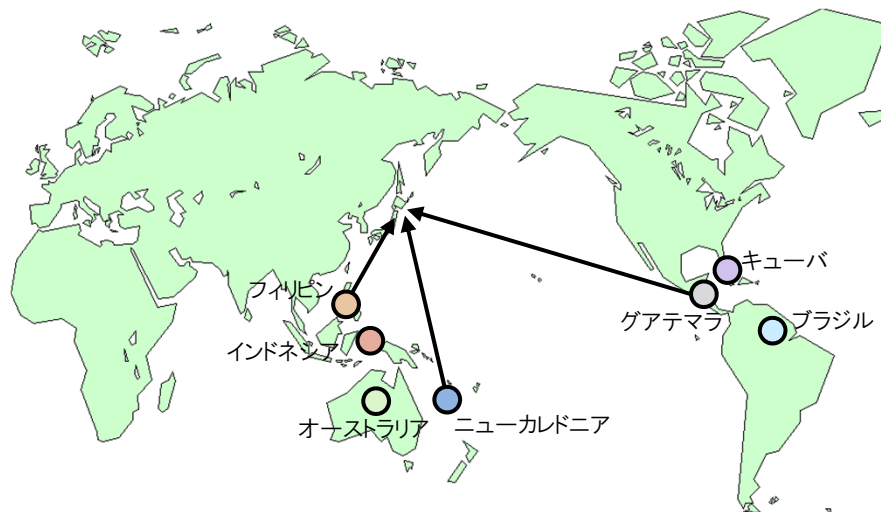 キューバ
フィリピン
グアテマラ
ブラジル
インドネシア
オーストラリア
ニューカレドニア